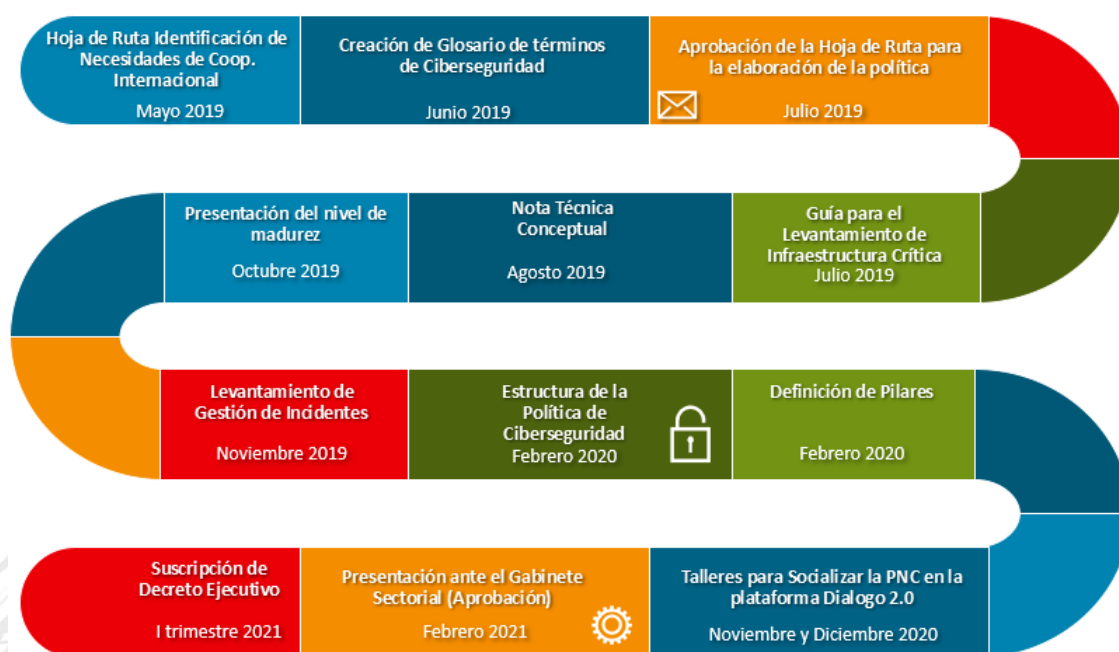 Hoja de Ruta Identificación de
Necesidades de Coop.
Internacional
Mayo 2019
Creación de Glosario de términos
de Ciberseguridad
Junio 2019
Aprobación de la Hoja de Ruta para
la elaboración de la política
Julio 2019
Guía para el
Levantamiento de
Infraestructura Crítica
Julio 2019
Nota Técnica
Conceptual
Agosto 2019
Presentación del nivel de
madurez
Octubre 2019
Levantamiento de
Gestión de Incidentes
Noviembre 2019
Estructura de la
Política de
Ciberseguridad
Febrero 2020
Definición de Pilares
Febrero 2020
Talleres para Socializar la PNC en la
plataforma Dialogo 2.0
Noviembre y Diciembre 2020
Presentación ante el Gabinete
Sectorial (Aprobación)
Febrero 2021
Suscripción de
Decreto Ejecutivo
I trimestre 2021